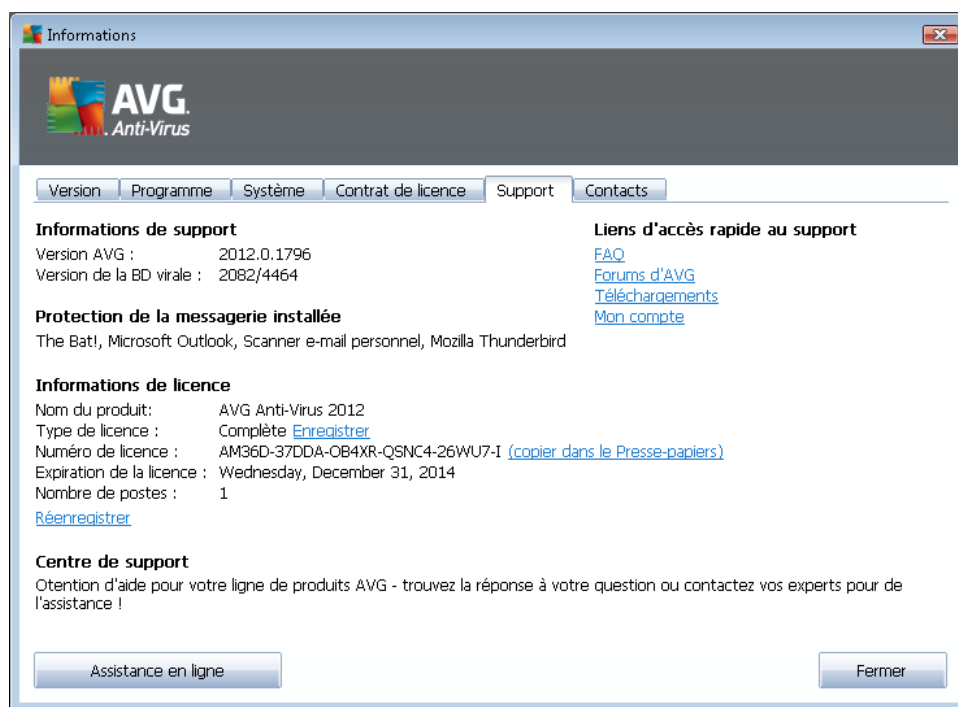 Informations
AVG.
Anti-Virus
Version
Programme
Système
Contrat de licence
Support
Contacts
Informations de support
Version AVG : 2012.0.1796
Version de la BD virale : 2082/4464
Protection de la messagerie installée
The Bat!, Microsoft Outlook, Scanner e-mail personnel, Mozilla Thunderbird
Liens d'accès rapide au support
FAQ
Forums d'AVG
Téléchargements
Mon compte
Informations de licence
Nom du produit: AVG Anti-Virus 2012
Type de licence : Complète Enregistrer
Numéro de licence : AM36D-37DDA-OB4XR-QSNC4-26WU7-I (copier dans le Presse-papiers)
Expiration de la licence : Wednesday, December 31, 2014
Nombre de postes : 1
Réenregistrer
Centre de support
Otention d'aide pour votre ligne de produits AVG - trouvez la réponse à votre question ou contactez vos experts pour de
l'assistance !
Assistance en ligne
Fermer